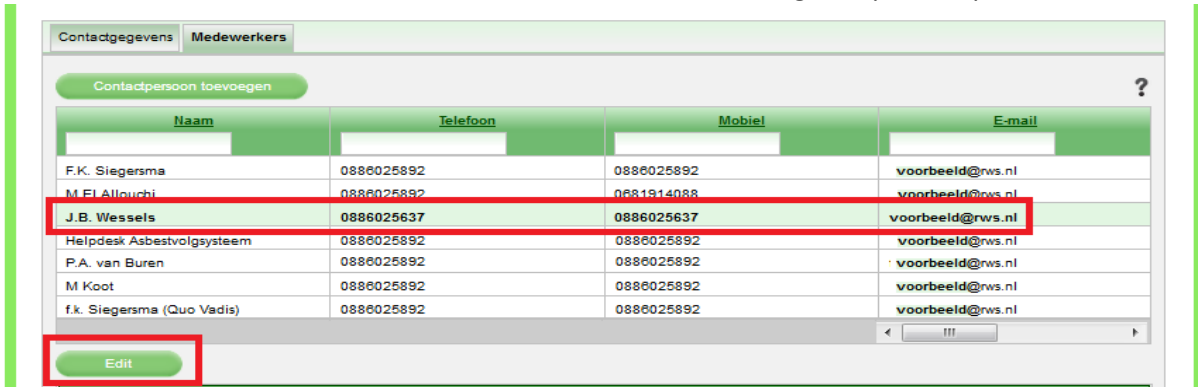 Contactgegevens Medewerkers
Contactpersoon toevoegen ?
Naam Telefoon Mobiel E-mail
F.K. Siegersma 0886025892 0886025892 voorbeeld@rws.nl
M El Allouchi 0886025892 0681914088 voorbeeld@rws.nl
J.B. Wessels 0886025637 0886025637 voorbeeld@rws.nl
Helpdesk Asbestvolgsysteem 0886025892 0886025892 voorbeeld@rws.nl
P.A. van Buren 0886025892 0886025892 voorbeeld@rws.nl
M Koot 0886025892 0886025892 voorbeeld@rws.nl
f.k. Siegersma (Quo Vadis) 0886025892 0886025892 voorbeeld@rws.nl
Edit